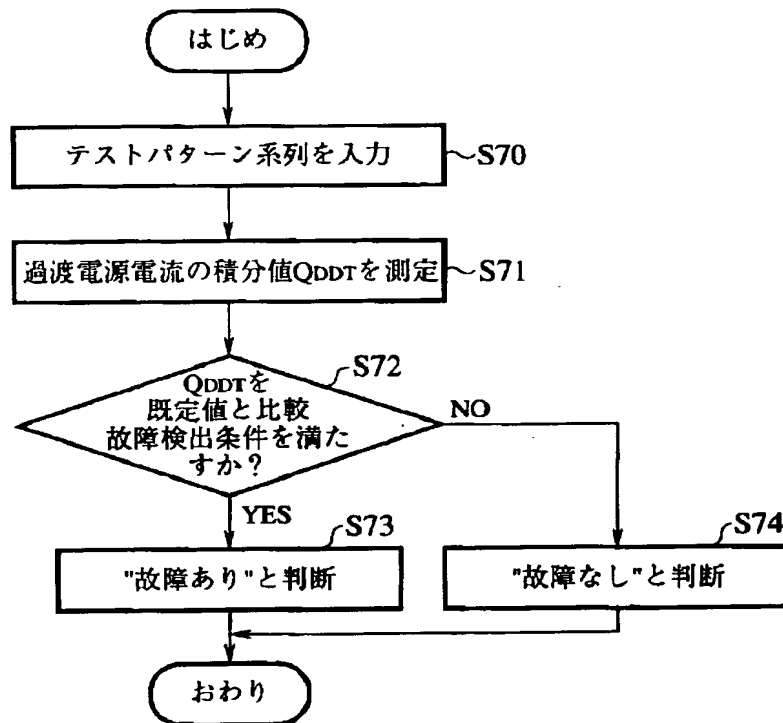 はじめ
テストパターン系列を入力
S70
過渡電源電流の積分値QDDTを測定
S71
S72
QDDTを
既定値と比較
故障検出条件を満た
すか?
NO
YES
S73
"故障あり"と判断
S74
"故障なし"と判断
おわり